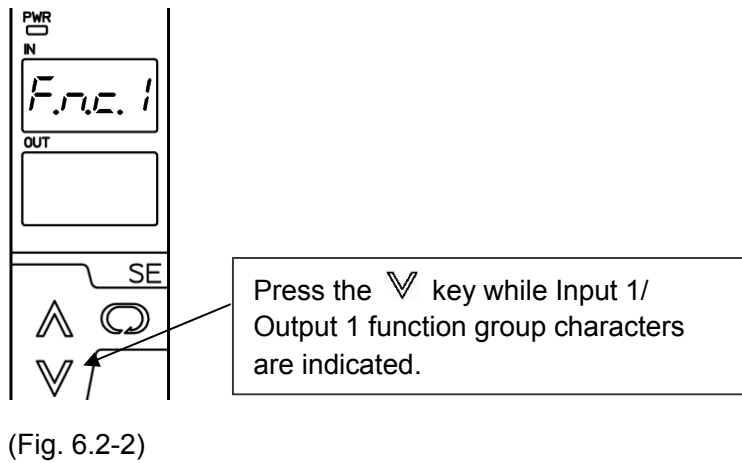 PWR
IN
F.n.c. 1
OUT
SE
Press the V key while Input 1/
Output 1 function group characters
are indicated.
(Fig. 6.2-2)